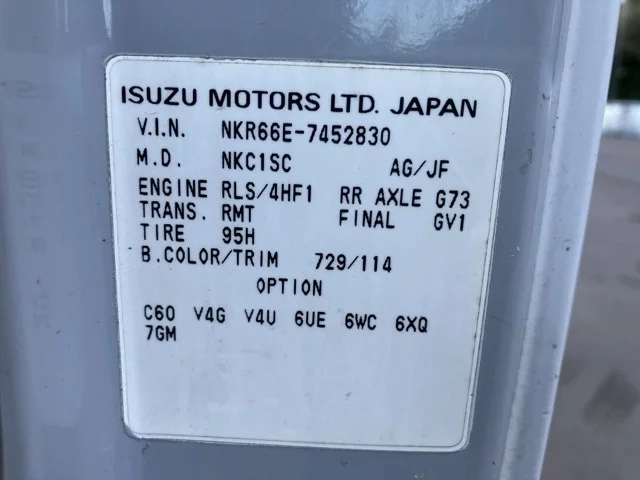 ISUZU MOTORS LTD. JAPAN
V.I.N. NKR66E-7452830
M.D. NKC1SC AG/JF
ENGINE RLS/4HF1 RR AXLE G73
TRANS. RMT FINAL GV1
TIRE 95H
B.COLOR/TRIM 729/114
OPTION
C60 V4G V4U 6UE 6WC 6XQ
7GM